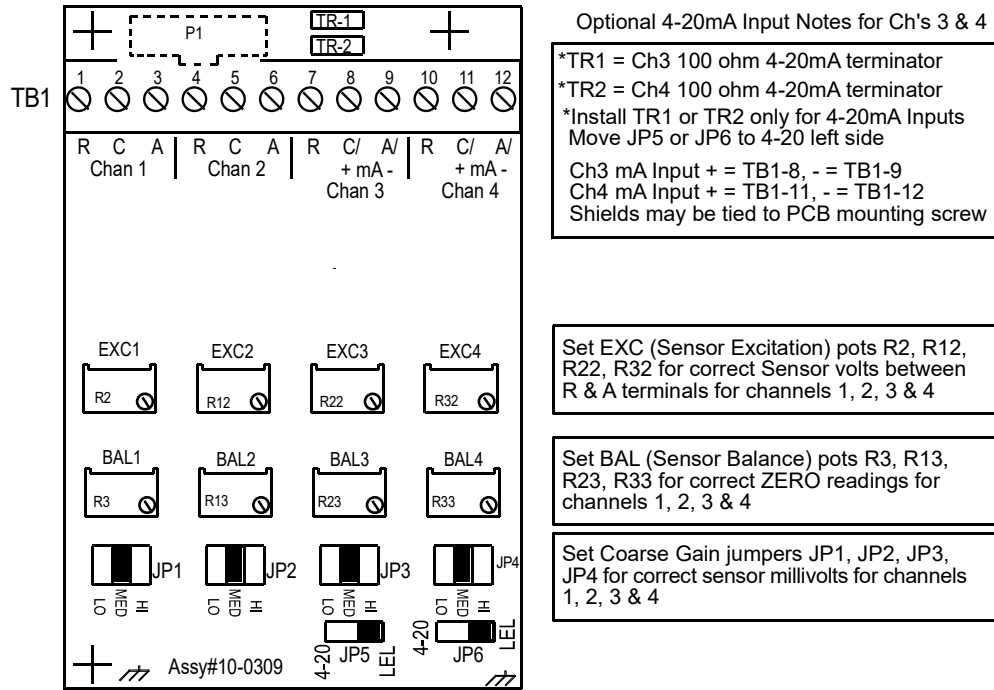 P1
TR-1
TR-2
TB1
1 2 3 4 5 6 7 8 9 10 11 12
R C A R C A R C/ A/ R C/ A/
Chan 1 Chan 2 + mA - + mA -
Chan 3 Chan 4
EXC1 EXC2 EXC3 EXC4
R2 R12 R22 R32
BAL1 BAL2 BAL3 BAL4
R3 R13 R23 R33
JP1 JP2 JP3 JP4
LO MED HI LO MED HI LO MED HI LO MED HI
4-20 JP5 LEL 4-20 JP6 LEL
Assy#10-0309
Optional 4-20mA Input Notes for Ch's 3 & 4
*TR1 = Ch3 100 ohm 4-20mA terminator
*TR2 = Ch4 100 ohm 4-20mA terminator
*Install TR1 or TR2 only for 4-20mA Inputs
Move JP5 or JP6 to 4-20 left side
Ch3 mA Input + = TB1-8, - = TB1-9
Ch4 mA Input + = TB1-11, - = TB1-12
Shields may be tied to PCB mounting screw
Set EXC (Sensor Excitation) pots R2, R12,
R22, R32 for correct Sensor volts between
R & A terminals for channels 1, 2, 3 & 4
Set BAL (Sensor Balance) pots R3, R13,
R23, R33 for correct ZERO readings for
channels 1, 2, 3 & 4
Set Coarse Gain jumpers JP1, JP2, JP3,
JP4 for correct sensor millivolts for channels
1, 2, 3 & 4